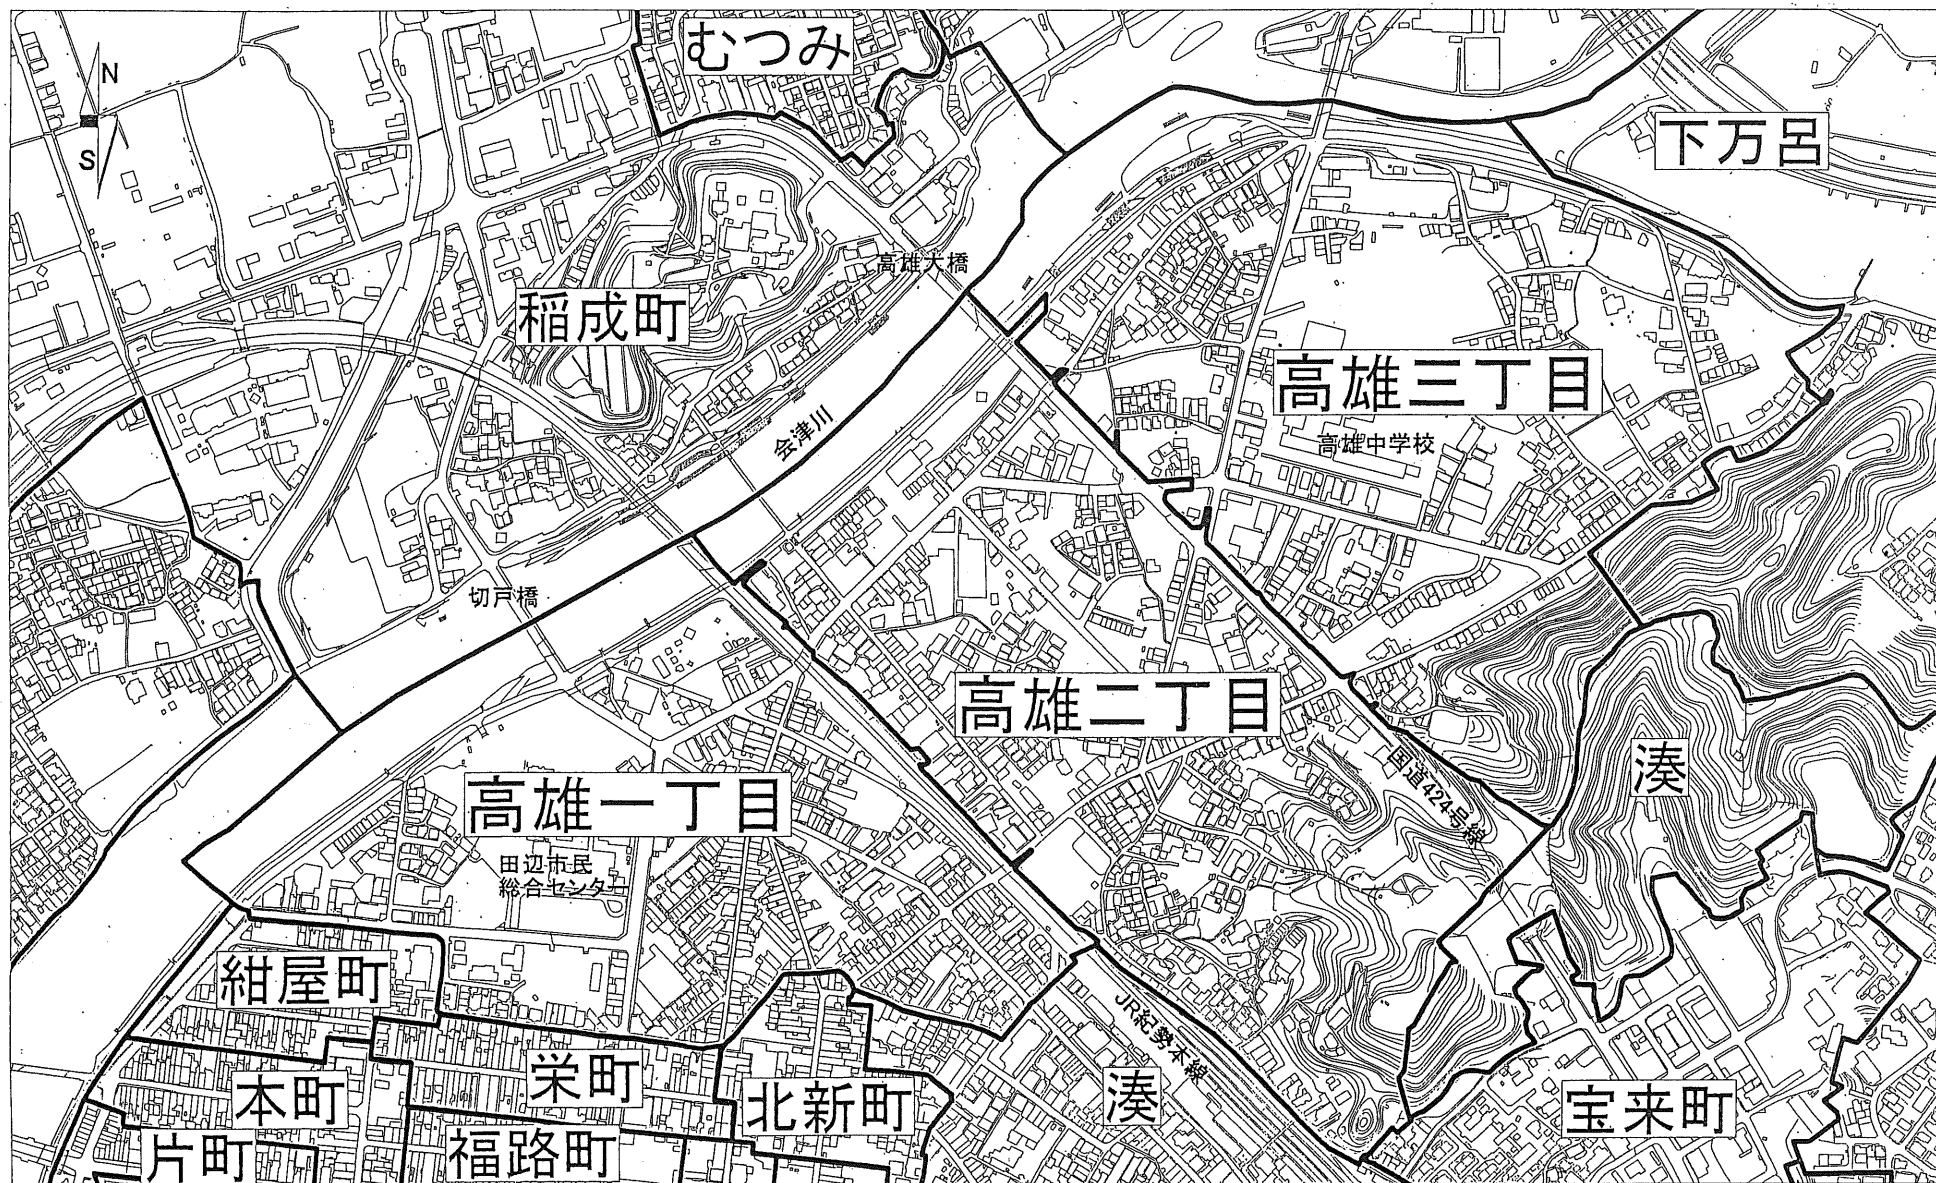 むつみ
N
S
下万呂
高雄大橋
稲成町
高雄三丁目
会津川
高雄中学校
切戸橋
高雄二丁目
国道424号線
湊
高雄一丁目
田辺市民
総合センター
紺屋町
JR紀勢本線
栄町
本町
北新町
湊
宝来町
片町
福路町